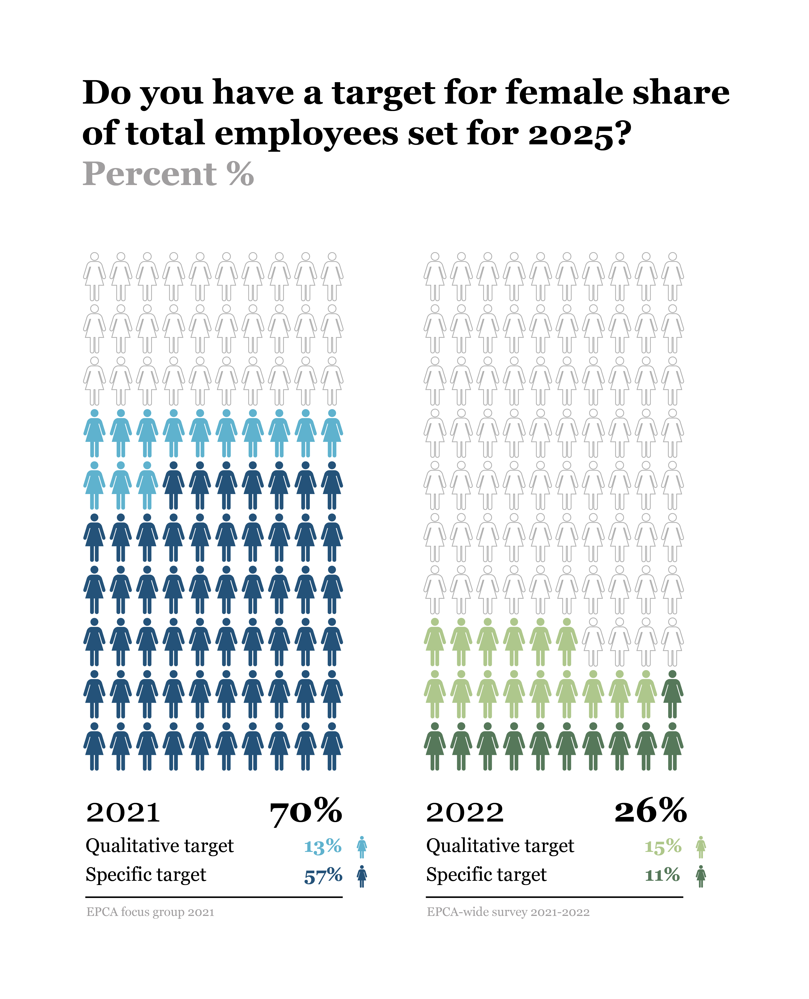 Do you have a target for female share
of total employees set for 2025?
Percent %
2021 70%
Qualitative target 13%
Specific target 57%
EPCA focus group 2021
2022 26%
Qualitative target 15%
Specific target 11%
EPCA-wide survey 2021-2022